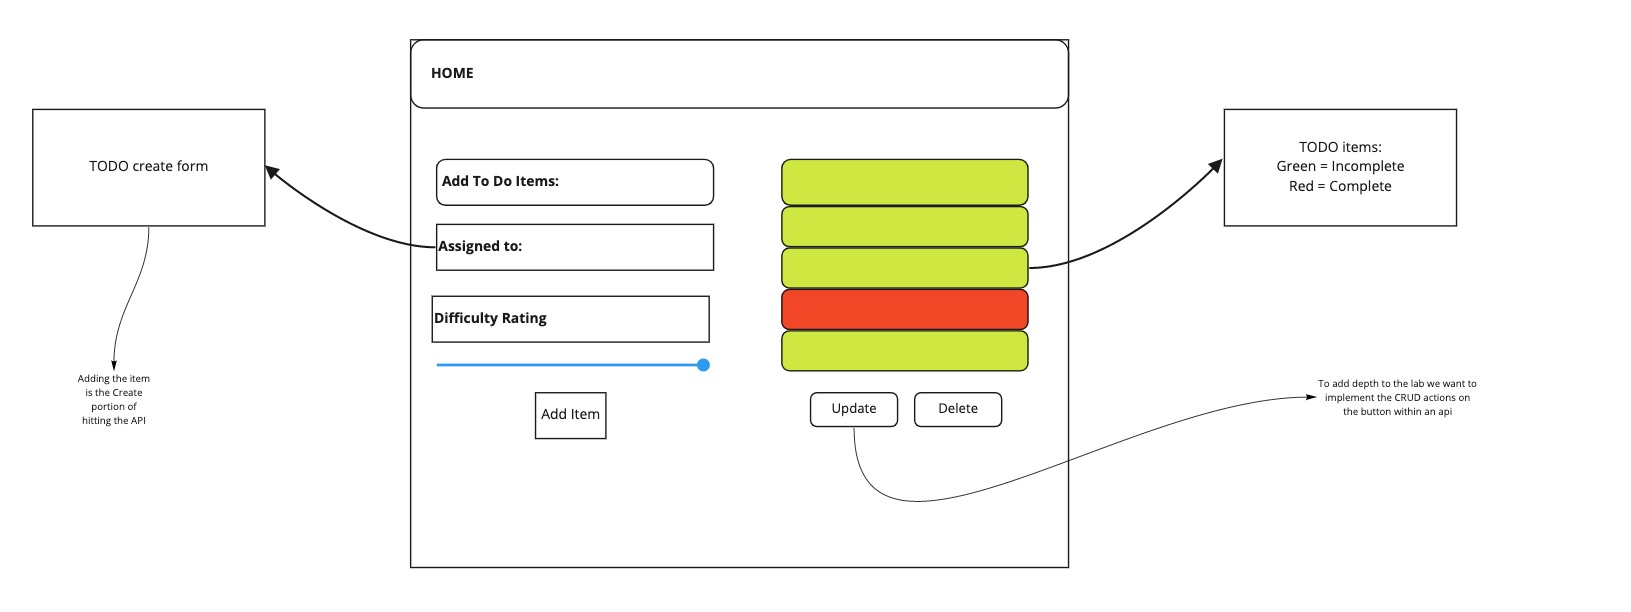 HOME
TODO create form
Adding the item
is the Create
portion of
hitting the API
Add To Do Items:
Assigned to:
Difficulty Rating
Add Item
Update
Delete
TODO items:
Green = Incomplete
Red = Complete
To add depth to the lab we want to
implement the CRUD actions on
the button within an api